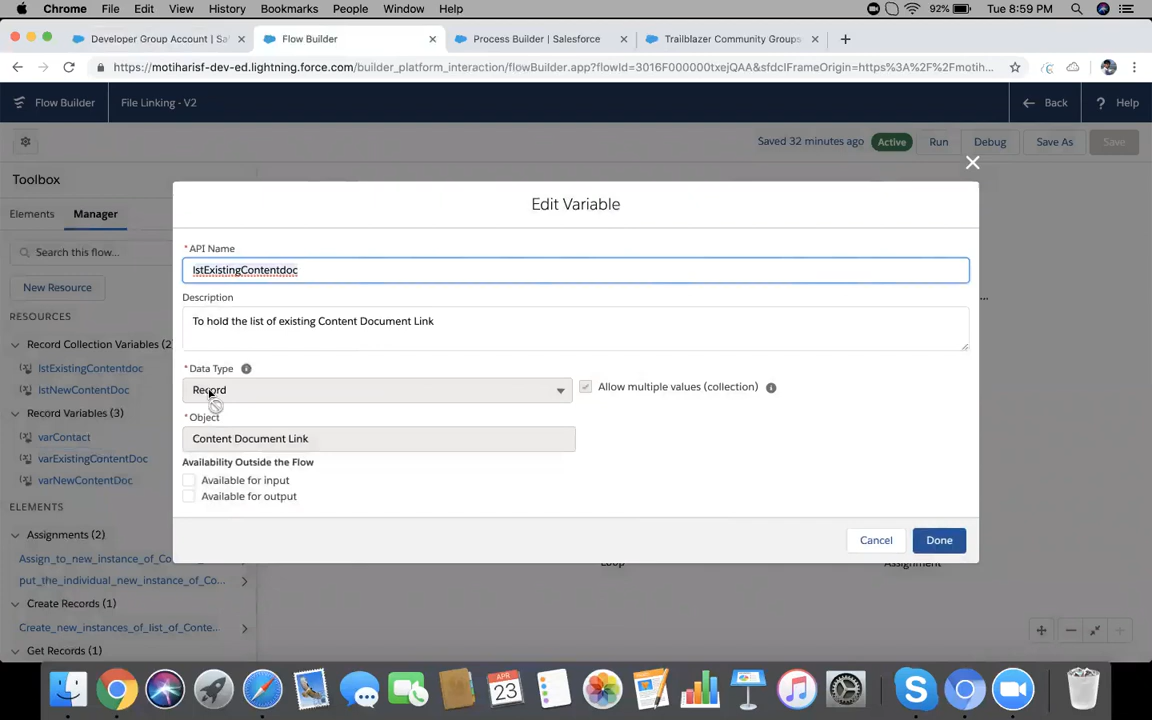 Chrome File Edit View History Bookmarks People Window Help 92% Tue 8:59 PM
Developer Group Account | Sa Flow Builder Process Builder | Salesforce Trailblazer Community Groups
https://motiharisf-dev-ed.lightning.force.com/builder_platform_interaction/flowBuilder.app?flowId=3016F000000txejQAA&sfdcIFrameOrigin=https%3A%2F%2Fmotih...
Flow Builder File Linking - V2 Back ? Help
Saved 32 minutes ago Active Run Debug Save As Save
Toolbox
Elements Manager
Search this flow...
New Resource
RESOURCES
Record Collection Variables (2)
lstExistingContentdoc
lstNewContentDoc
Record Variables (3)
varContact
varExistingContentDoc
varNewContentDoc
ELEMENTS
Assignments (2)
Assign_to_new_instance_of_Co
put_the_individual_new_instance_of_Co...
Create Records (1)
Create_new_instances_of_list_of_Conte...
Get Records (1)
Edit Variable
* API Name
lstExistingContentdoc
Description
To hold the list of existing Content Document Link
* Data Type
Record
Allow multiple values (collection)
* Object
Content Document Link
Availability Outside the Flow
Available for input
Available for output
Cancel Done
Loop Assignment
APR
23